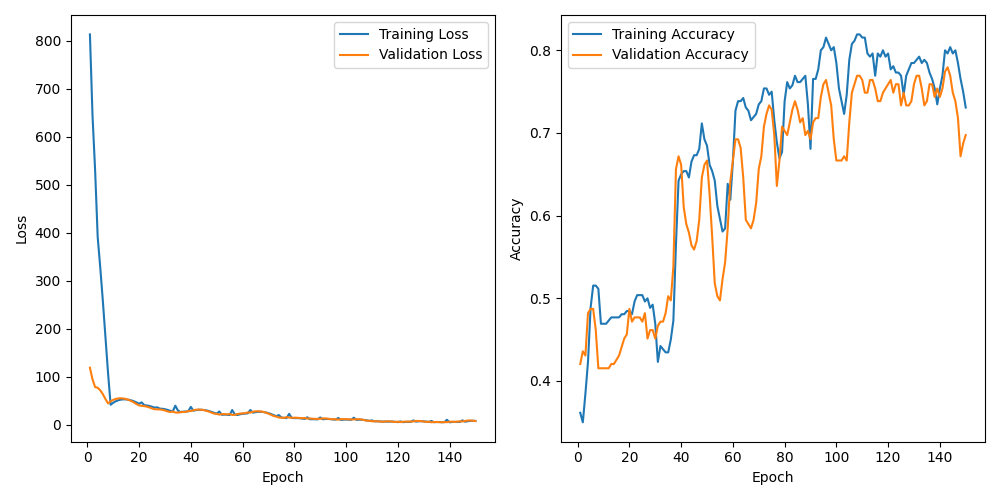 Training Loss
Validation Loss
800
700
600
500
400
300
200
100
0
Loss
0 20 40 60 80 100 120 140
Epoch
Training Accuracy
Validation Accuracy
0.8
0.7
0.6
0.5
0.4
Accuracy
0 20 40 60 80 100 120 140
Epoch